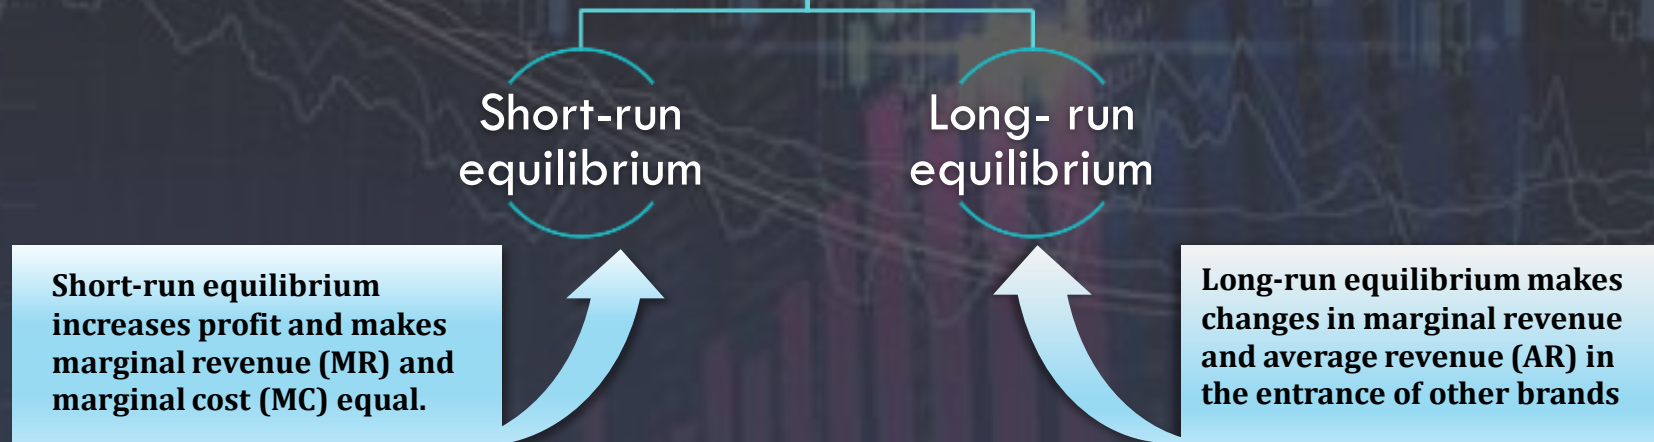 Short-run
equilibrium
Long- run
equilibrium
Short-run equilibrium
increases profit and makes
marginal revenue (MR) and
marginal cost (MC) equal.
Long-run equilibrium makes
changes in marginal revenue
and average revenue (AR) in
the entrance of other brands